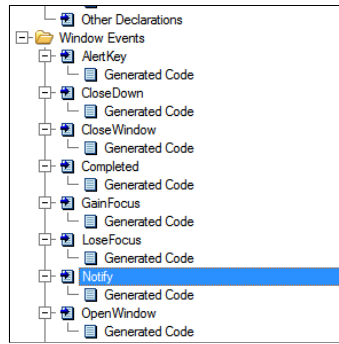 Other Declarations
Window Events
AlertKey
Generated Code
CloseDown
Generated Code
CloseWindow
Generated Code
Completed
Generated Code
GainFocus
Generated Code
LoseFocus
Generated Code
Notify
Generated Code
OpenWindow
Generated Code